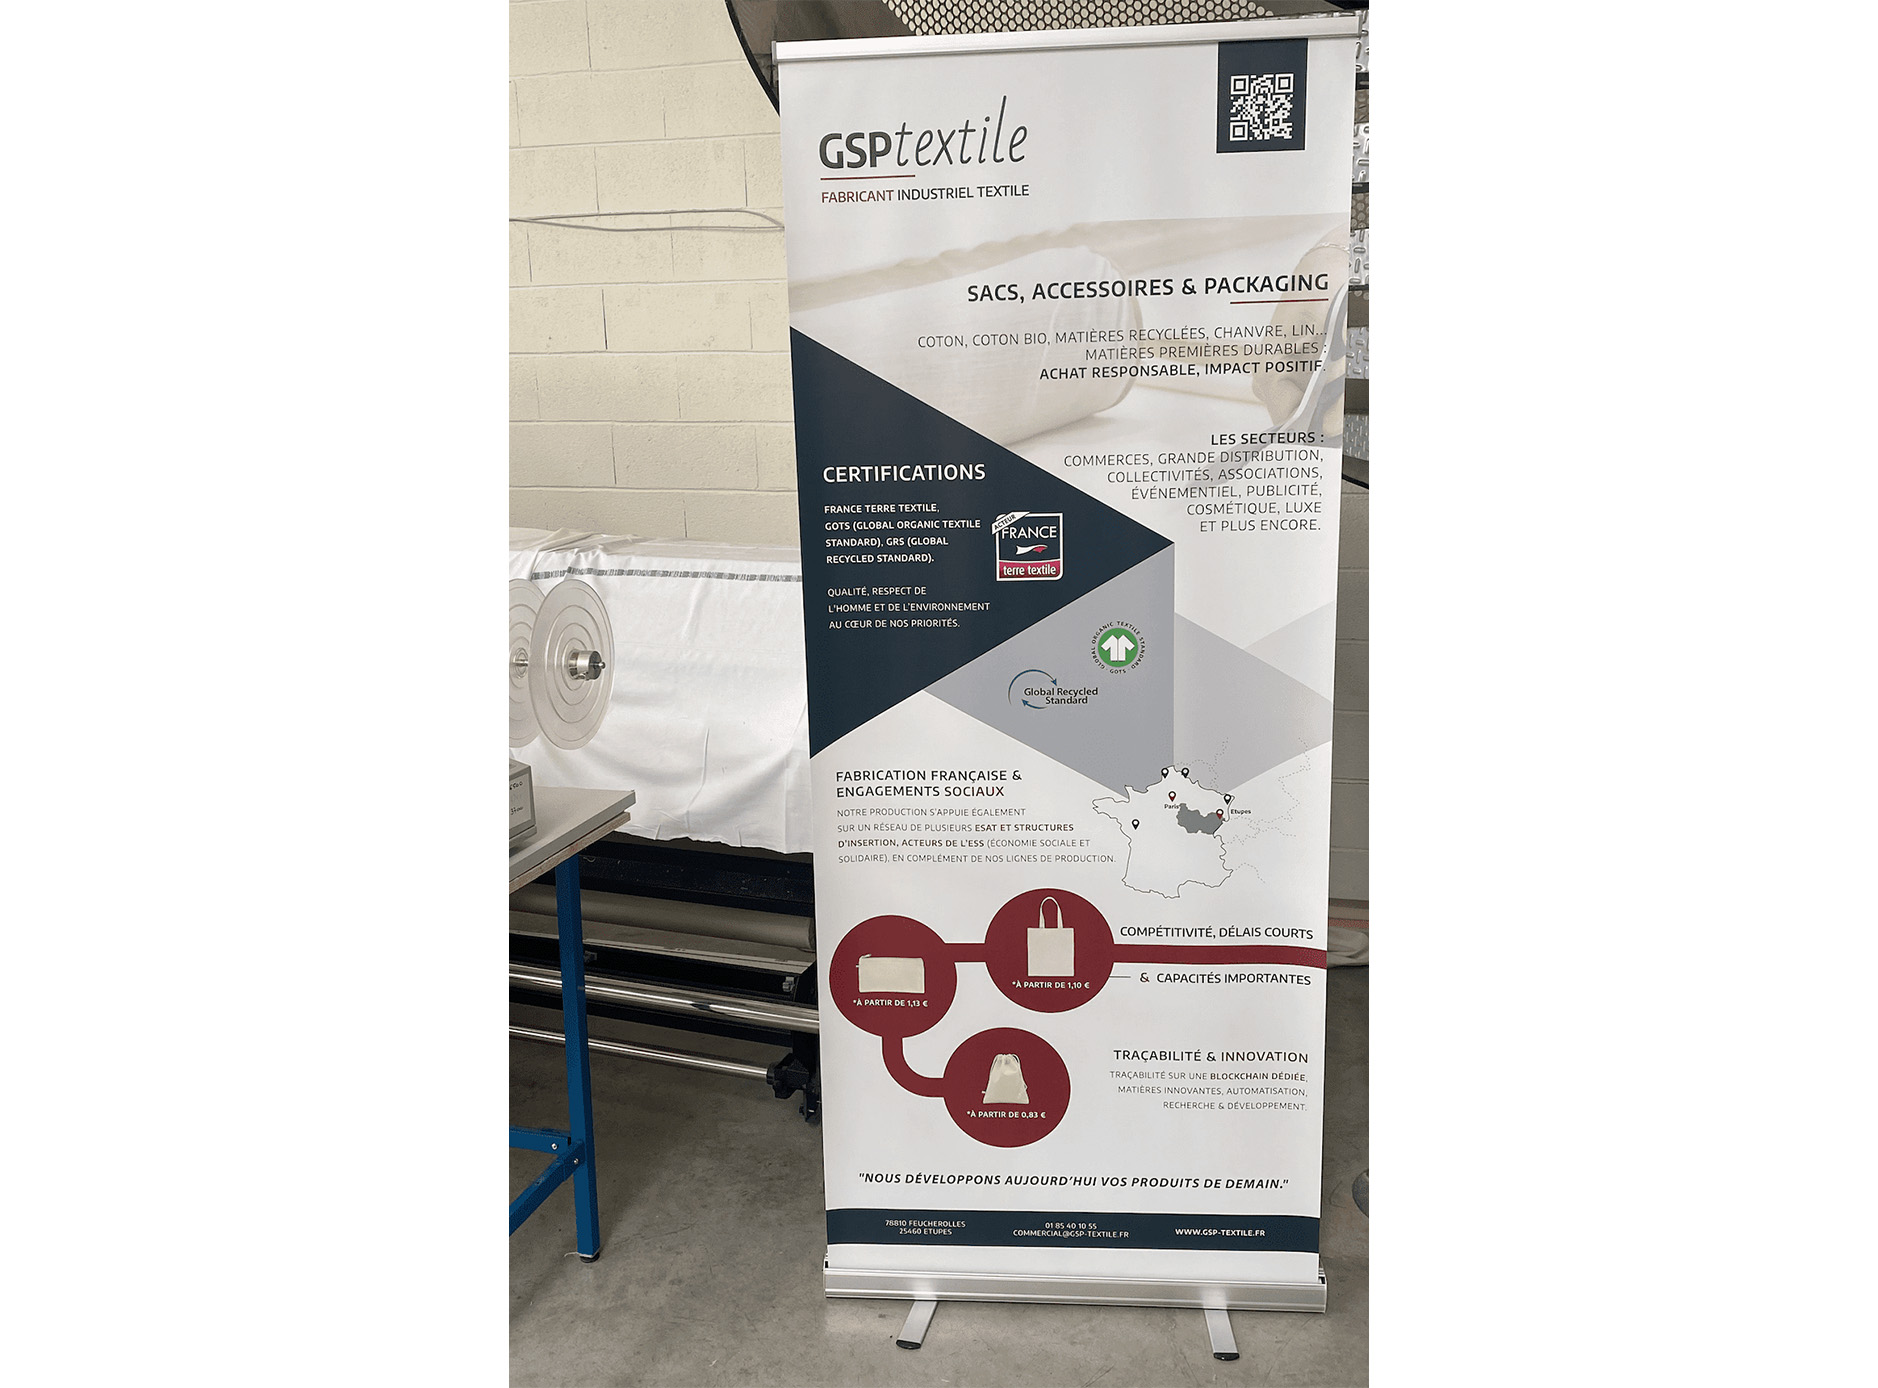 GSPtextile
FABRICANT INDUSTRIEL TEXTILE
SACS, ACCESSOIRES & PACKAGING
COTON, COTON BIO, MATIÈRES RECYCLÉES, CHANVRE, LIN...
MATIÈRES PREMIÈRES DURABLES :
ACHAT RESPONSABLE, IMPACT POSITIF.
LES SECTEURS :
COMMERCES, GRANDE DISTRIBUTION,
COLLECTIVITÉS, ASSOCIATIONS,
ÉVÉNEMENTIEL, PUBLICITÉ,
COSMÉTIQUE, LUXE
ET PLUS ENCORE.
CERTIFICATIONS
FRANCE TERRE TEXTILE,
GOTS (GLOBAL ORGANIC TEXTILE
STANDARD), GRS (GLOBAL
RECYCLED STANDARD).
QUALITÉ, RESPECT DE
L'HOMME ET DE L'ENVIRONNEMENT
AU CŒUR DE NOS PRIORITÉS.
ACTEUR
FRANCE
terre textile
GLOBAL ORGANIC TEXTILE STANDARD · GOTS ·
Global Recycled
Standard
FABRICATION FRANÇAISE &
ENGAGEMENTS SOCIAUX
NOTRE PRODUCTION S'APPUIE ÉGALEMENT
SUR UN RÉSEAU DE PLUSIEURS ESAT ET STRUCTURES
D'INSERTION, ACTEURS DE L'ESS (ÉCONOMIE SOCIALE ET
SOLIDAIRE), EN COMPLÉMENT DE NOS LIGNES DE PRODUCTION.
Paris
Etupes
COMPÉTITIVITÉ, DÉLAIS COURTS
& CAPACITÉS IMPORTANTES
*À PARTIR DE 1,10 €
*À PARTIR DE 1,13 €
*À PARTIR DE 0,83 €
TRAÇABILITÉ & INNOVATION
TRAÇABILITÉ SUR UNE BLOCKCHAIN DÉDIÉE,
MATIÈRES INNOVANTES, AUTOMATISATION,
RECHERCHE & DÉVELOPPEMENT.
"NOUS DÉVELOPPONS AUJOURD'HUI VOS PRODUITS DE DEMAIN."
78810 FEUCHEROLLES
25460 ETUPES
01 85 40 10 55
COMMERCIAL@GSP-TEXTILE.FR
WWW.GSP-TEXTILE.FR